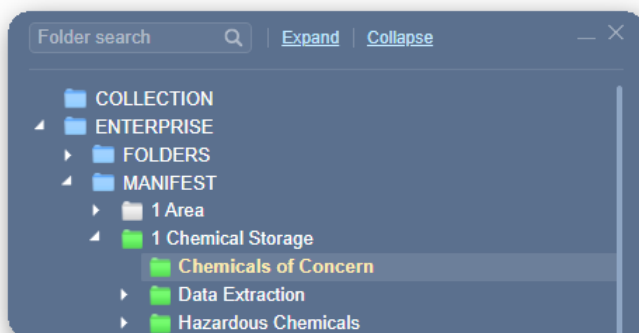 Folder search Expand Collapse
COLLECTION
ENTERPRISE
FOLDERS
MANIFEST
1 Area
1 Chemical Storage
Chemicals of Concern
Data Extraction
Hazardous Chemicals